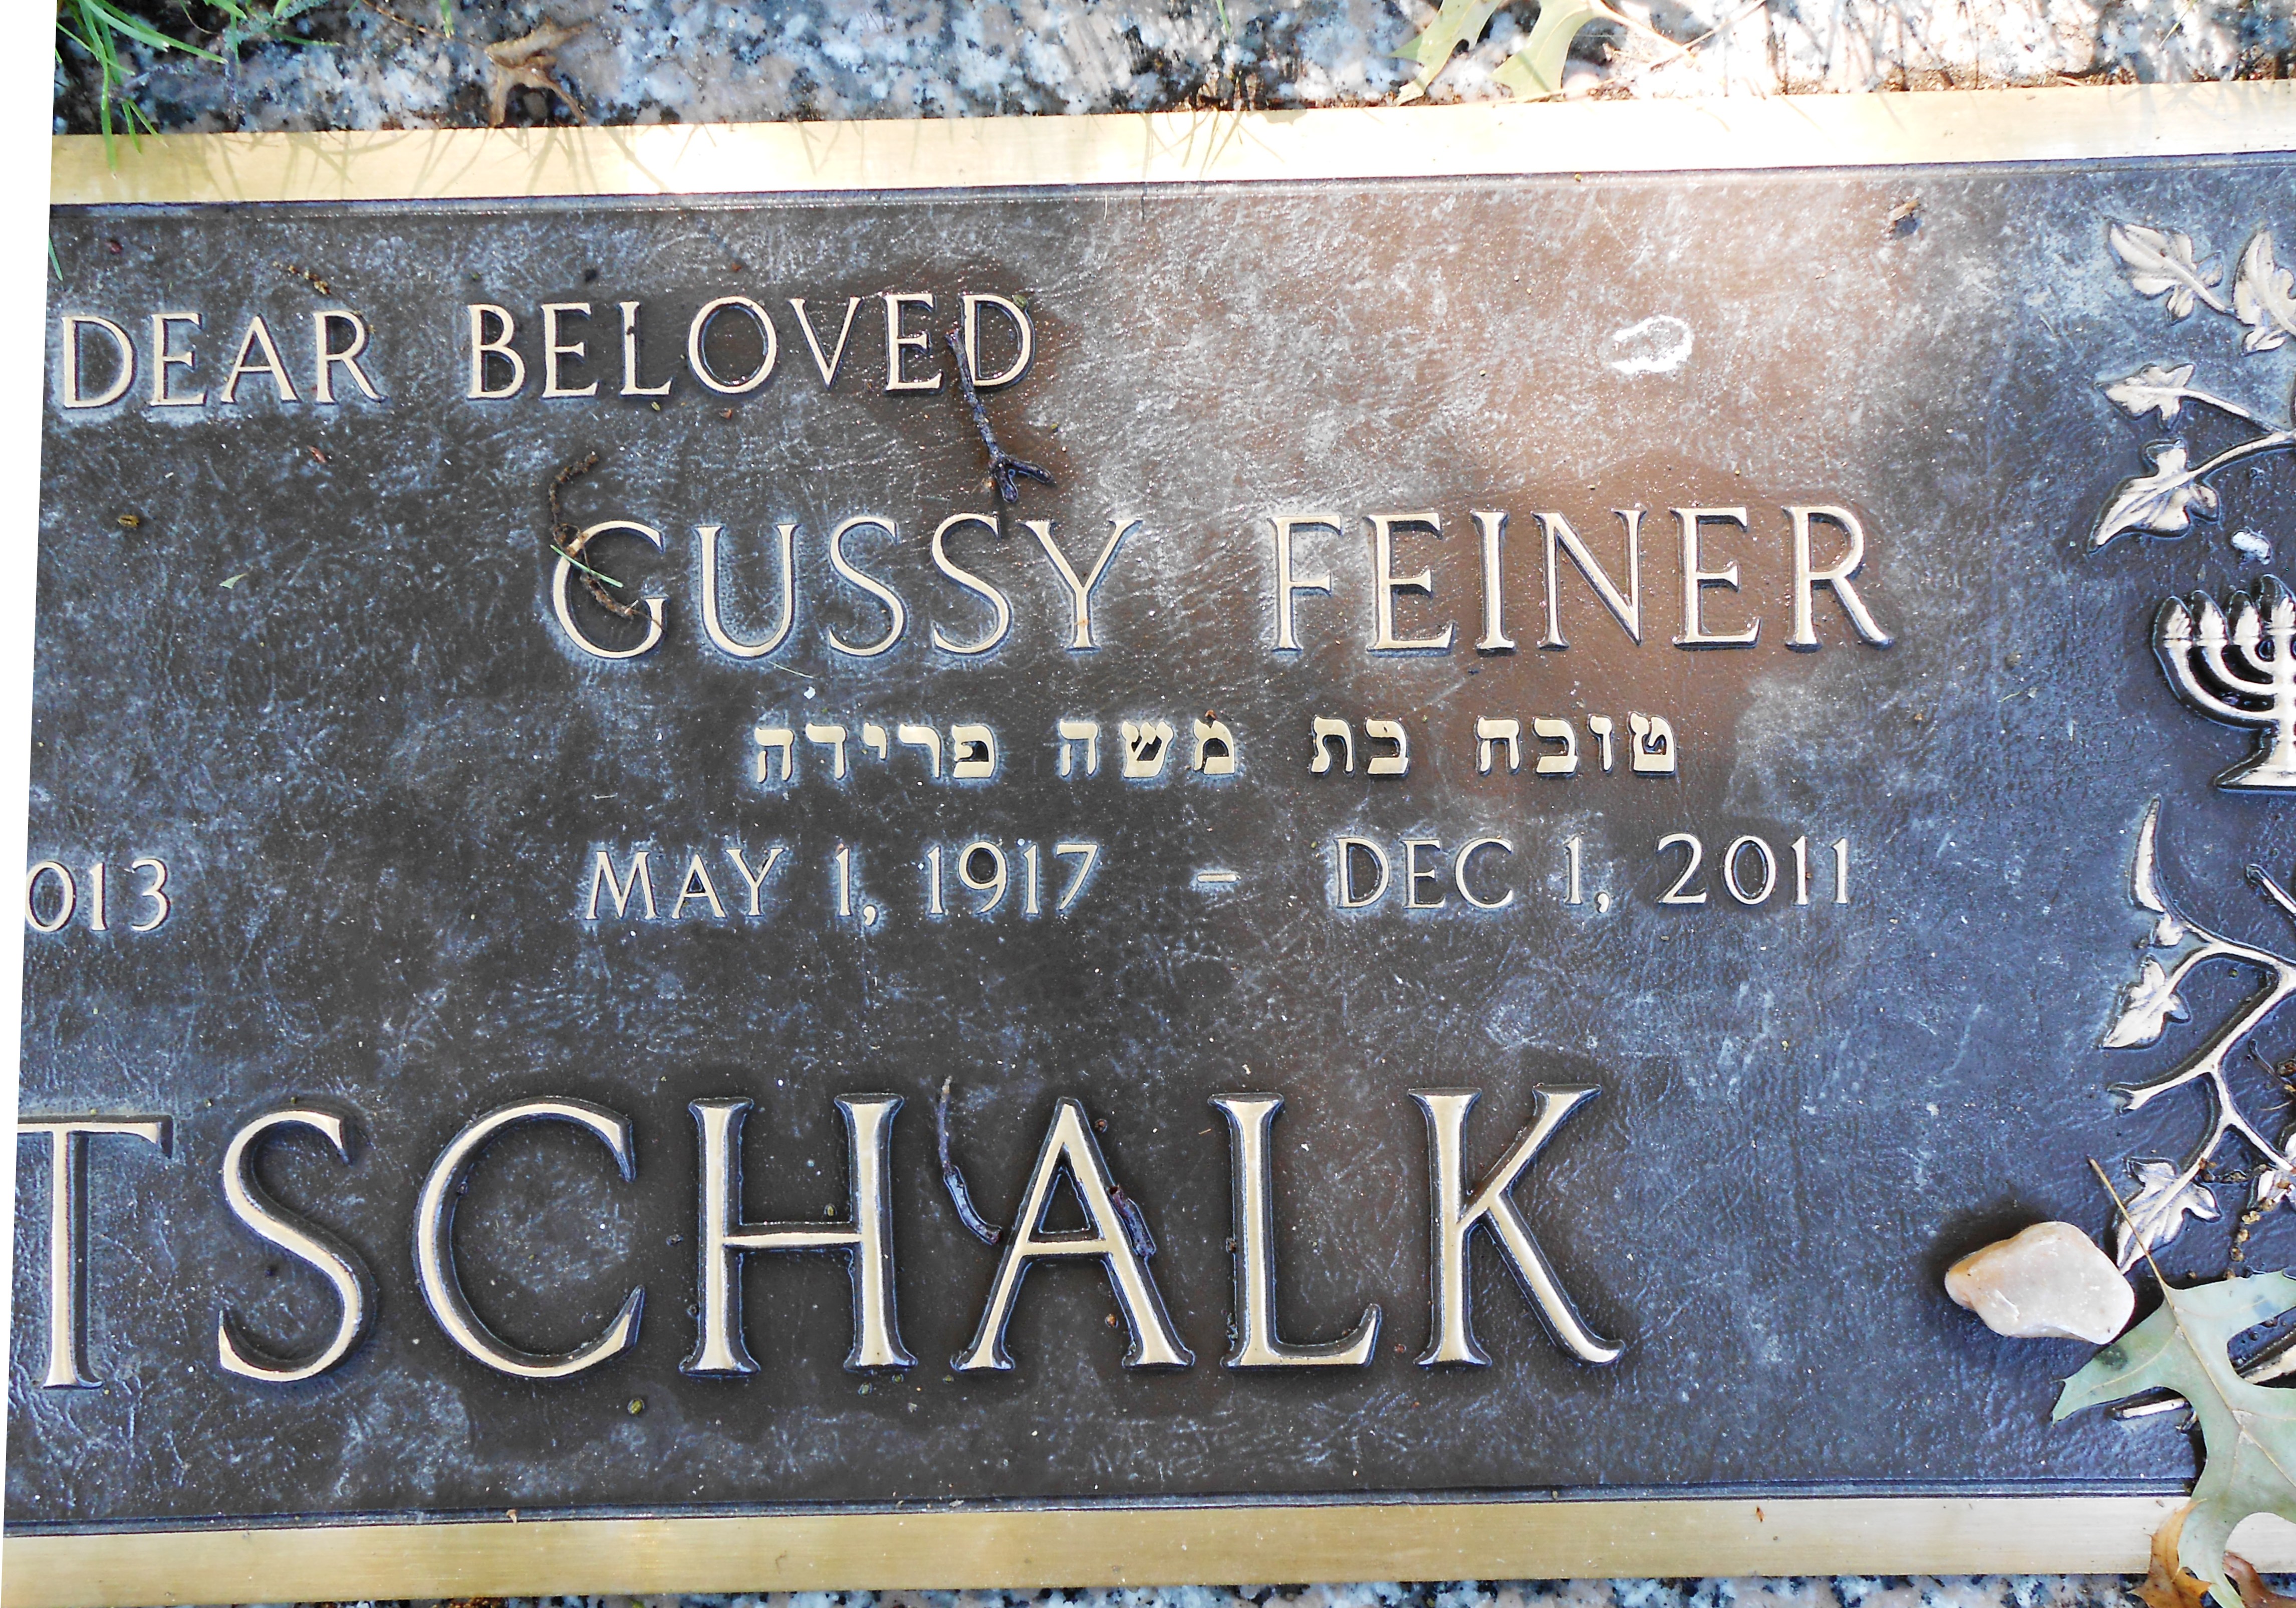 DEAR BELOVED
GUSSY FEINER
טובה בת משה פרידה
013 MAY 1, 1917 - DEC 1, 2011
TSCHALK